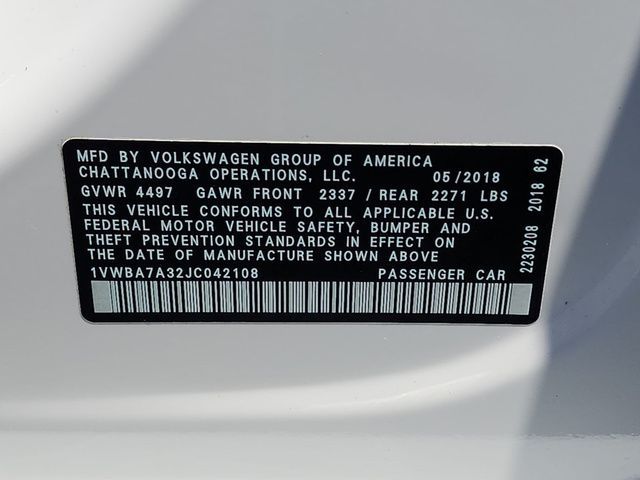 MFD BY VOLKSWAGEN GROUP OF AMERICA
CHATTANOOGA OPERATIONS, LLC. 05/2018
GVWR 4497 GAWR FRONT 2337 / REAR 2271 LBS
THIS VEHICLE CONFORMS TO ALL APPLICABLE U.S.
FEDERAL MOTOR VEHICLE SAFETY, BUMPER AND
THEFT PREVENTION STANDARDS IN EFFECT ON
THE DATE OF MANUFACTURE SHOWN ABOVE
1VWBA7A32JC042108 PASSENGER CAR
2230208 2018 62